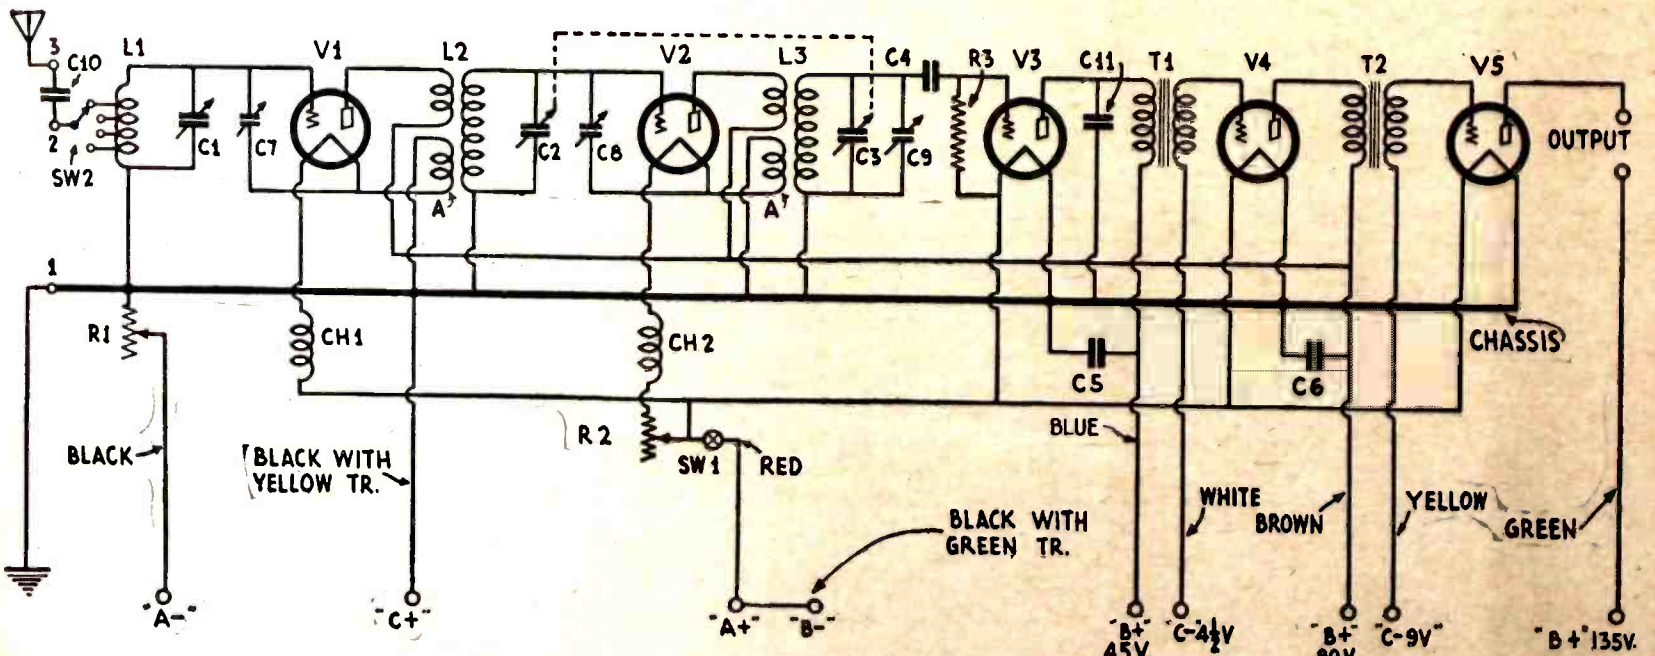 3
C10
2
SW2
L1
C1
C7
V1
L2
A
C2
C8
V2
L3
A
C3
C9
C4
R3
V3
C11
T1
V4
T2
V5
OUTPUT
1
R1
CH1
CH2
CHASSIS
C5
C6
R2
SW1
RED
BLUE
BLACK
BLACK WITH
YELLOW TR.
BLACK WITH
GREEN TR.
WHITE
BROWN
YELLOW
GREEN
"A-"
"C+"
"A+"
"B-"
"B+"
45V
"C-"4½V
"B+"
90V
"C-9V"
"B+" 135V.